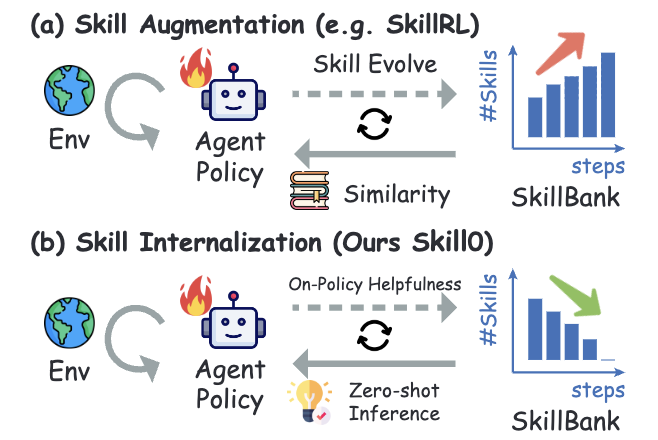 (a) Skill Augmentation (e.g. SkillRL)
Env
Agent
Policy
Skill Evolve
Similarity
#Skills
steps
SkillBank
(b) Skill Internalization (Ours Skill0)
Env
Agent
Policy
On-Policy Helpfulness
Zero-shot
Inference
#Skills
steps
SkillBank